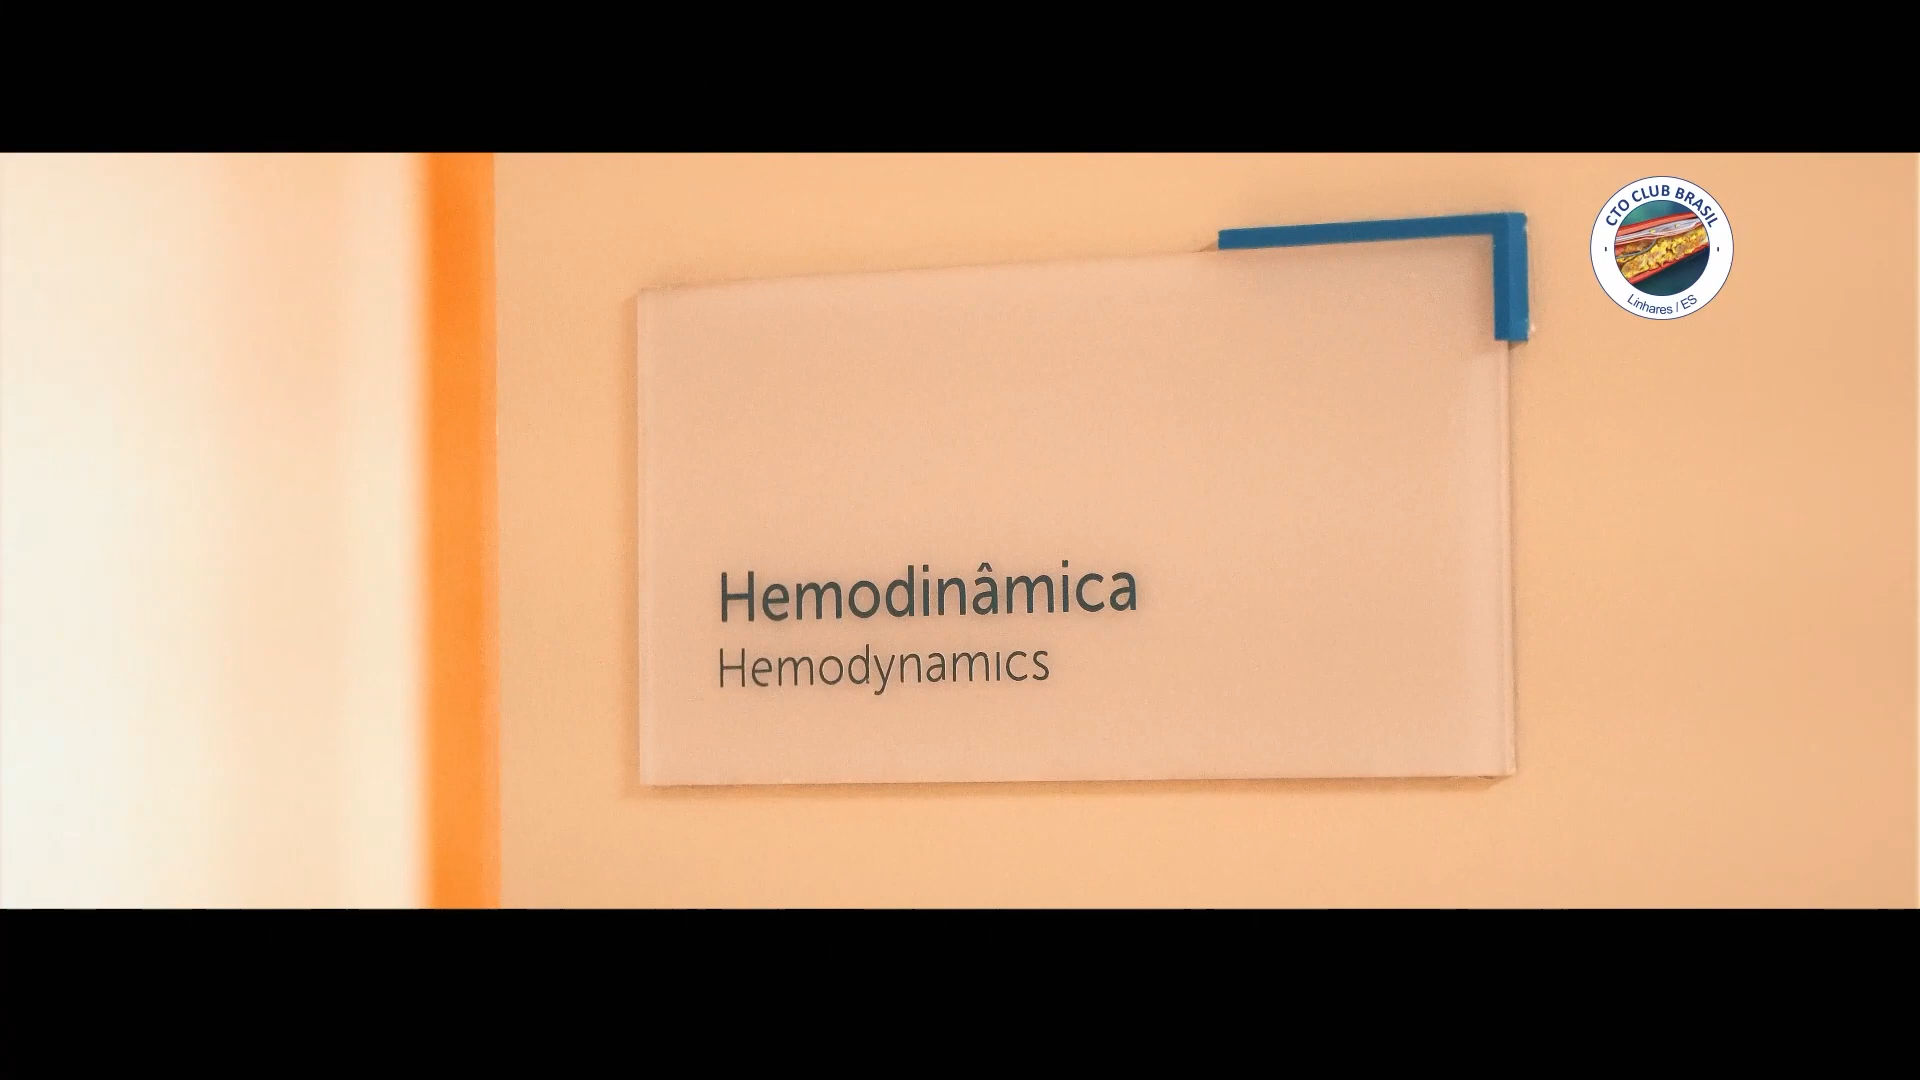 CTO CLUB BRASIL
Linhares / ES
Hemodinâmica
Hemodynamics